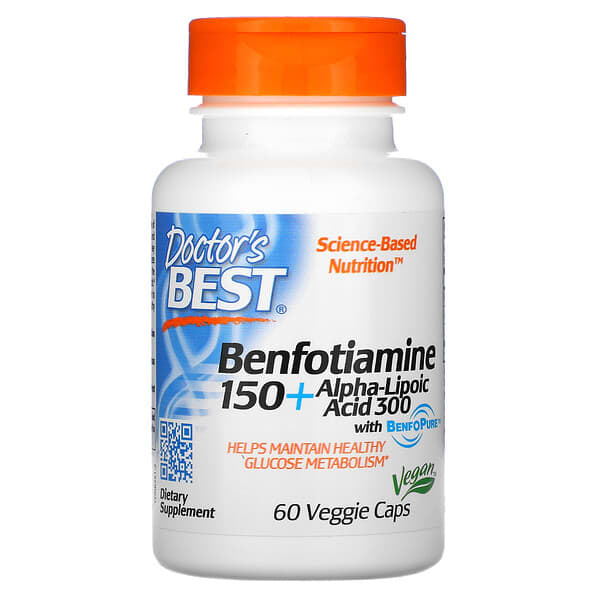 Doctor's
BEST®
Science-Based
Nutrition™
Benfotiamine
150 + Alpha-Lipoic
Acid 300
with BENFOPURE™
HELPS MAINTAIN HEALTHY
GLUCOSE METABOLISM*
Vegan
Dietary
Supplement
60 Veggie Caps